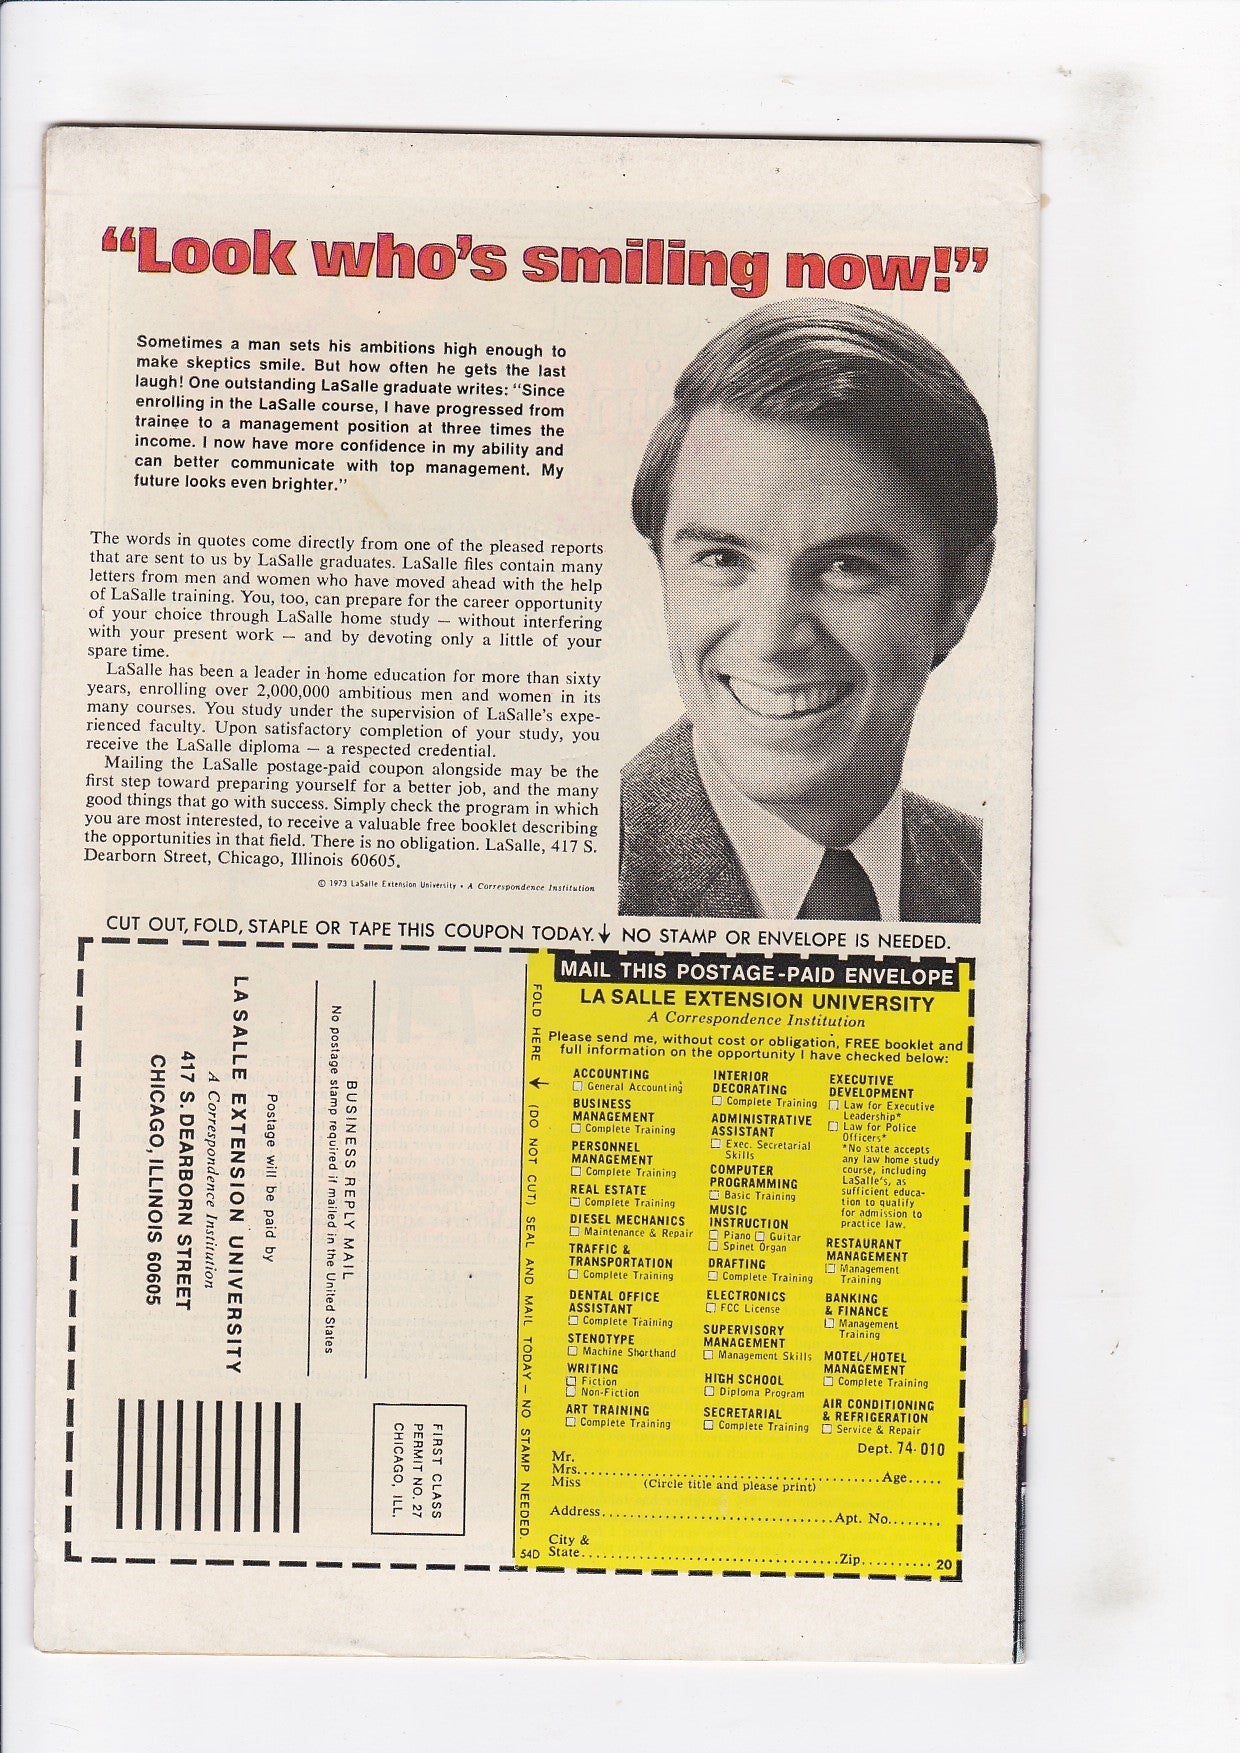 “Look who’s smiling now!”
Sometimes a man sets his ambitions high enough to
make skeptics smile. But how often he gets the last
laugh! One outstanding LaSalle graduate writes: “Since
enrolling in the LaSalle course, I have progressed from
trainee to a management position at three times the
income. I now have more confidence in my ability and
can better communicate with top management. My
future looks even brighter.”
The words in quotes come directly from one of the pleased reports
that are sent to us by LaSalle graduates. LaSalle files contain many
letters from men and women who have moved ahead with the help
of LaSalle training. You, too, can prepare for the career opportunity
of your choice through LaSalle home study — without interfering
with your present work — and by devoting only a little of your
spare time.
LaSalle has been a leader in home education for more than sixty
years, enrolling over 2,000,000 ambitious men and women in its
many courses. You study under the supervision of LaSalle's expe-
rienced faculty. Upon satisfactory completion of your study, you
receive the LaSalle diploma — a respected credential.
Mailing the LaSalle postage-paid coupon alongside may be the
first step toward preparing yourself for a better job, and the many
good things that go with success. Simply check the program in which
you are most interested, to receive a valuable free booklet describing
the opportunities in that field. There is no obligation. LaSalle, 417 S.
Dearborn Street, Chicago, Illinois 60605.
© 1973 LaSalle Extension University • A Correspondence Institution
CUT OUT, FOLD, STAPLE OR TAPE THIS COUPON TODAY.↓ NO STAMP OR ENVELOPE IS NEEDED.
FIRST CLASS
PERMIT NO. 27
CHICAGO, ILL.
BUSINESS REPLY MAIL
No postage stamp required if mailed in the United States
Postage will be paid by
LA SALLE EXTENSION UNIVERSITY
A Correspondence Institution
417 S. DEARBORN STREET
CHICAGO, ILLINOIS 60605
FOLD HERE ← (DO NOT CUT) SEAL AND MAIL TODAY — NO STAMP NEEDED.
54D
MAIL THIS POSTAGE-PAID ENVELOPE
LA SALLE EXTENSION UNIVERSITY
A Correspondence Institution
Please send me, without cost or obligation, FREE booklet and
full information on the opportunity I have checked below:
ACCOUNTING
☐ General Accounting
BUSINESS
MANAGEMENT
☐ Complete Training
PERSONNEL
MANAGEMENT
☐ Complete Training
REAL ESTATE
☐ Complete Training
DIESEL MECHANICS
☐ Maintenance & Repair
TRAFFIC &
TRANSPORTATION
☐ Complete Training
DENTAL OFFICE
ASSISTANT
☐ Complete Training
STENOTYPE
☐ Machine Shorthand
WRITING
☐ Fiction
☐ Non-Fiction
ART TRAINING
☐ Complete Training
INTERIOR
DECORATING
☐ Complete Training
ADMINISTRATIVE
ASSISTANT
☐ Exec. Secretarial
Skills
COMPUTER
PROGRAMMING
☐ Basic Training
MUSIC
INSTRUCTION
☐ Piano ☐ Guitar
☐ Spinet Organ
DRAFTING
☐ Complete Training
ELECTRONICS
☐ FCC License
SUPERVISORY
MANAGEMENT
☐ Management Skills
HIGH SCHOOL
☐ Diploma Program
SECRETARIAL
☐ Complete Training
EXECUTIVE
DEVELOPMENT
☐ Law for Executive
Leadership*
☐ Law for Police
Officers*
*No state accepts
any law home study
course, including
LaSalle's, as
sufficient educa-
tion to qualify
for admission to
practice law.
RESTAURANT
MANAGEMENT
☐ Management
Training
BANKING
& FINANCE
☐ Management
Training
MOTEL/HOTEL
MANAGEMENT
☐ Complete Training
AIR CONDITIONING
& REFRIGERATION
☐ Service & Repair
Dept. 74-010
Mr.
Mrs..............................................Age.....
Miss (Circle title and please print)
Address..................................Apt. No........
City &
State......................................Zip.......... 20